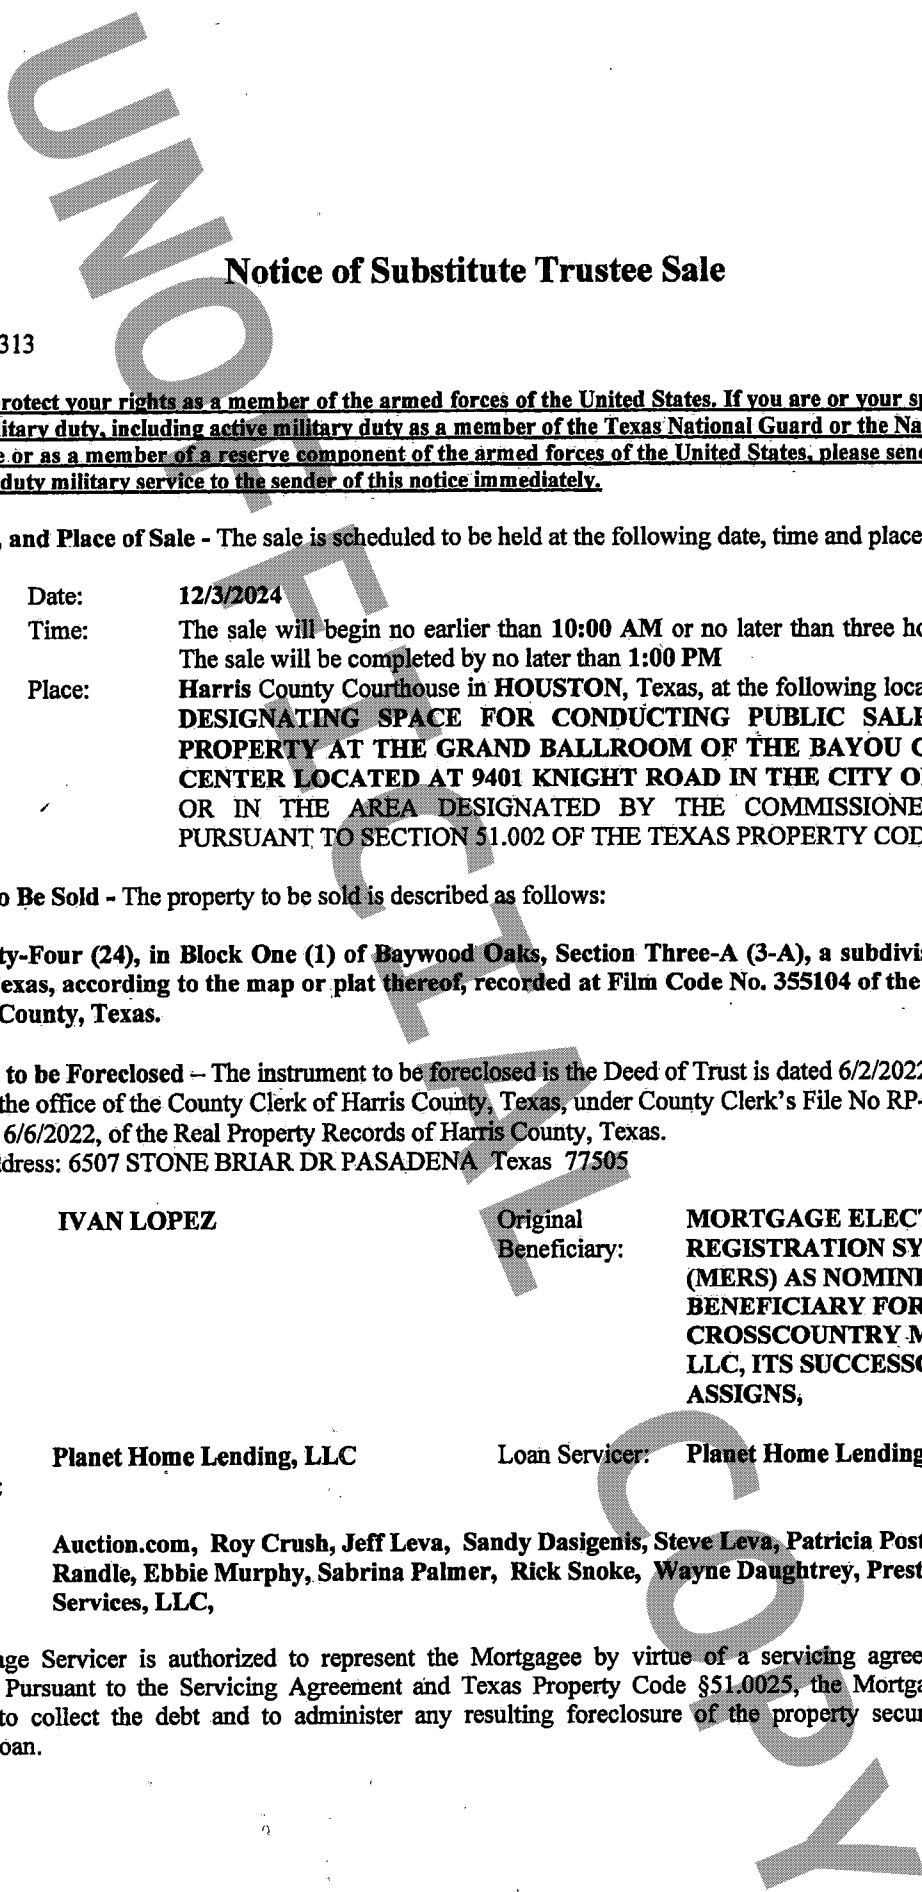 Notice of Substitute Trustee Sale
313
rotect your rights as a member of the armed forces of the United States. If you are or your sp
itary duty, including active military duty as a member of the Texas National Guard or the Na
e or as a member of a reserve component of the armed forces of the United States, please send
duty military service to the sender of this notice immediately.
, and Place of Sale - The sale is scheduled to be held at the following date, time and place
Date: 12/3/2024
Time: The sale will begin no earlier than 10:00 AM or no later than three ho
The sale will be completed by no later than 1:00 PM
Place: Harris County Courthouse in HOUSTON, Texas, at the following loca
DESIGNATING SPACE FOR CONDUCTING PUBLIC SALE
PROPERTY AT THE GRAND BALLROOM OF THE BAYOU C
CENTER LOCATED AT 9401 KNIGHT ROAD IN THE CITY O
OR IN THE AREA DESIGNATED BY THE COMMISSIONE
PURSUANT TO SECTION 51.002 OF THE TEXAS PROPERTY COD
o Be Sold - The property to be sold is described as follows:
ty-Four (24), in Block One (1) of Baywood Oaks, Section Three-A (3-A), a subdivi
exas, according to the map or plat thereof, recorded at Film Code No. 355104 of the
County, Texas.
to be Foreclosed – The instrument to be foreclosed is the Deed of Trust is dated 6/2/2022
the office of the County Clerk of Harris County, Texas, under County Clerk's File No RP-
6/6/2022, of the Real Property Records of Harris County, Texas.
dress: 6507 STONE BRIAR DR PASADENA Texas 77505
IVAN LOPEZ Original MORTGAGE ELECT
Beneficiary: REGISTRATION SY
(MERS) AS NOMINE
BENEFICIARY FOR
CROSSCOUNTRY M
LLC, ITS SUCCESSO
ASSIGNS,
Planet Home Lending, LLC Loan Servicer: Planet Home Lending
:
Auction.com, Roy Crush, Jeff Leva, Sandy Dasigenis, Steve Leva, Patricia Post
Randle, Ebbie Murphy, Sabrina Palmer, Rick Snoke, Wayne Daughtrey, Prest
Services, LLC,
age Servicer is authorized to represent the Mortgagee by virtue of a servicing agree
Pursuant to the Servicing Agreement and Texas Property Code §51.0025, the Mortga
to collect the debt and to administer any resulting foreclosure of the property secur
oan.
UNOFFICIAL COPY